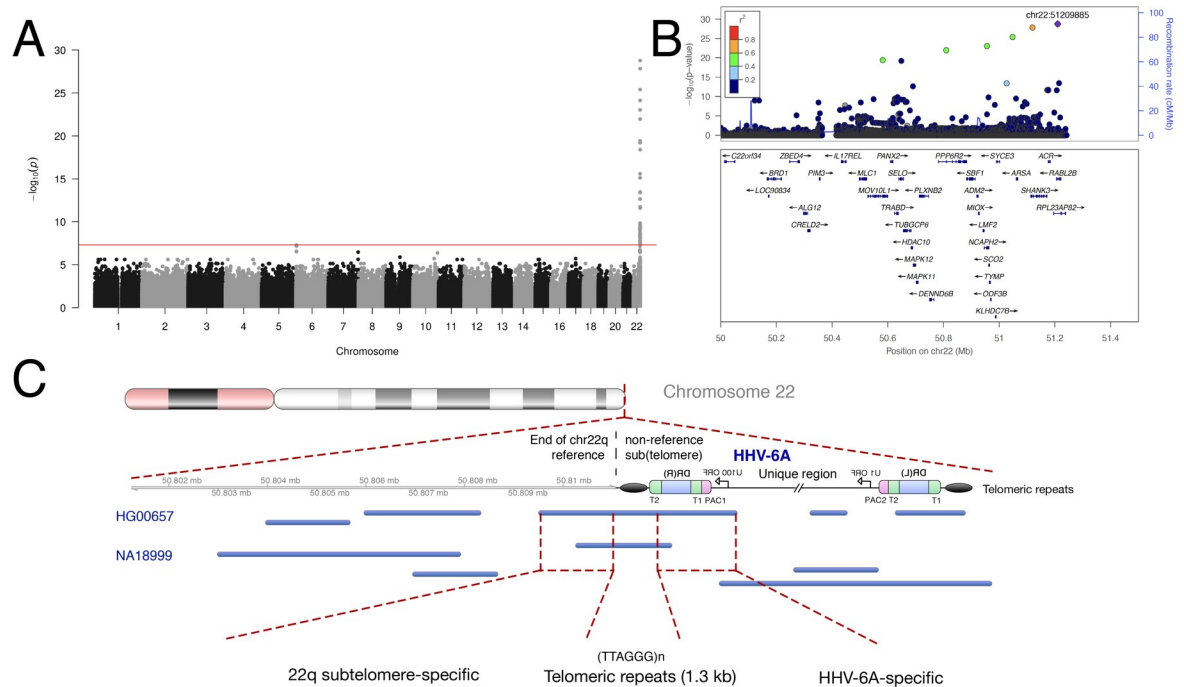 A
30
25
20
15
10
5
0
−log10(p)
1 2 3 4 5 6 7 8 9 10 11 12 13 14 16 18 20 22
Chromosome
B
chr22:51209885
r2
0.8
0.6
0.4
0.2
30
25
20
15
10
5
0
−log10(p−value)
100
80
60
40
20
0
Recombination rate (cM/Mb)
←C22orf34 ZBED4→ ←IL17REL PANX2→ PPP6R2→ ←SYCE3 ACR→
←BRD1 PIM3→ ←MLC1 SELO→ ←SBF1 ←ARSA ←RABL2B
←LOC90834 MOV10L1→ ←PLXNB2 ADM2→ SHANK3→
←ALG12 TRABD→ MIOX→ RPL23AP82→
CRELD2→ ←TUBGCP6 ←LMF2
←HDAC10 NCAPH2→
←MAPK12 ←SCO2
←MAPK11 ←TYMP
←DENND6B ←ODF3B
KLHDC7B→
50 50.2 50.4 50.6 50.8 51 51.2 51.4
Position on chr22 (Mb)
C
Chromosome 22
End of chr22q
reference
non-reference
sub(telomere)
HHV-6A
50.802 mb 50.804 mb 50.806 mb 50.808 mb 50.81 mb
50.803 mb 50.805 mb 50.807 mb 50.809 mb
DR(R) U100 ORF Unique region U1 ORF DR(L)
T2 T1 PAC1 PAC2 T2 T1
Telomeric repeats
HG00657
NA18999
(TTAGGG)n
22q subtelomere-specific Telomeric repeats (1.3 kb) HHV-6A-specific